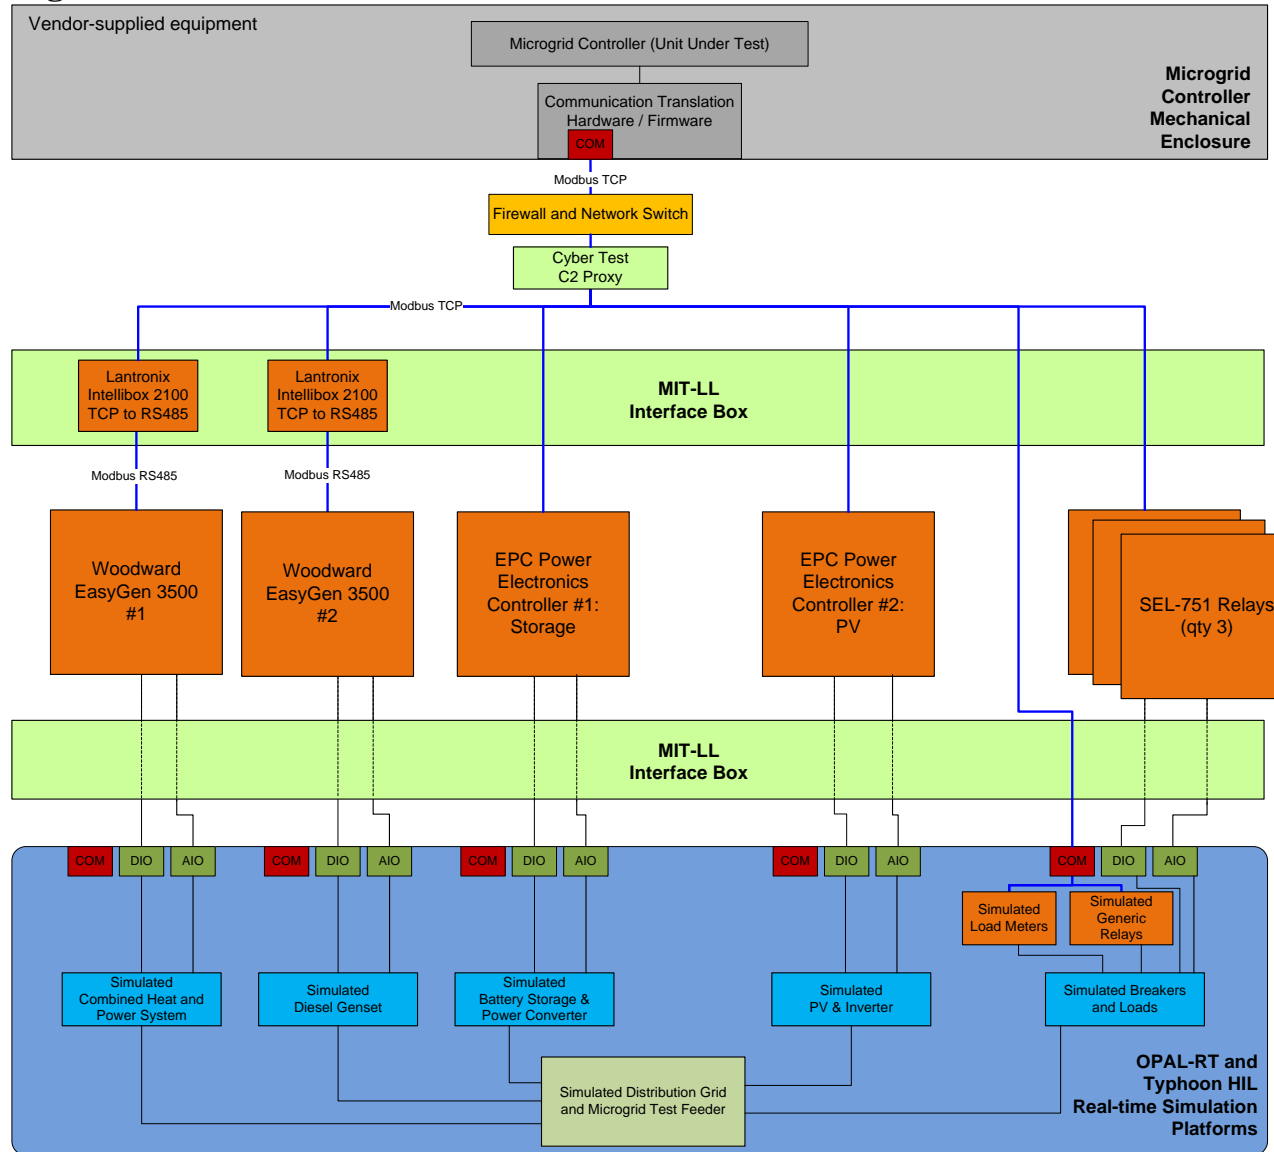 Vendor-supplied equipment
Microgrid Controller (Unit Under Test)
Microgrid
Controller
Mechanical
Enclosure
Communication Translation
Hardware / Firmware
COM
Modbus TCP
Firewall and Network Switch
Cyber Test
C2 Proxy
Modbus TCP
Lantronix
Intellibox 2100
TCP to RS485
Lantronix
Intellibox 2100
TCP to RS485
MIT-LL
Interface Box
Modbus RS485
Modbus RS485
Woodward
EasyGen 3500
#1
Woodward
EasyGen 3500
#2
EPC Power
Electronics
Controller #1:
Storage
EPC Power
Electronics
Controller #2:
PV
SEL-751 Relays
(qty 3)
MIT-LL
Interface Box
COM DIO AIO
COM DIO AIO
COM DIO AIO
COM DIO AIO
COM DIO AIO
Simulated
Load Meters
Simulated
Generic
Relays
Simulated
Combined Heat and
Power System
Simulated
Diesel Genset
Simulated
Battery Storage &
Power Converter
Simulated
PV & Inverter
Simulated Breakers
and Loads
Simulated Distribution Grid
and Microgrid Test Feeder
OPAL-RT and
Typhoon HIL
Real-time Simulation
Platforms